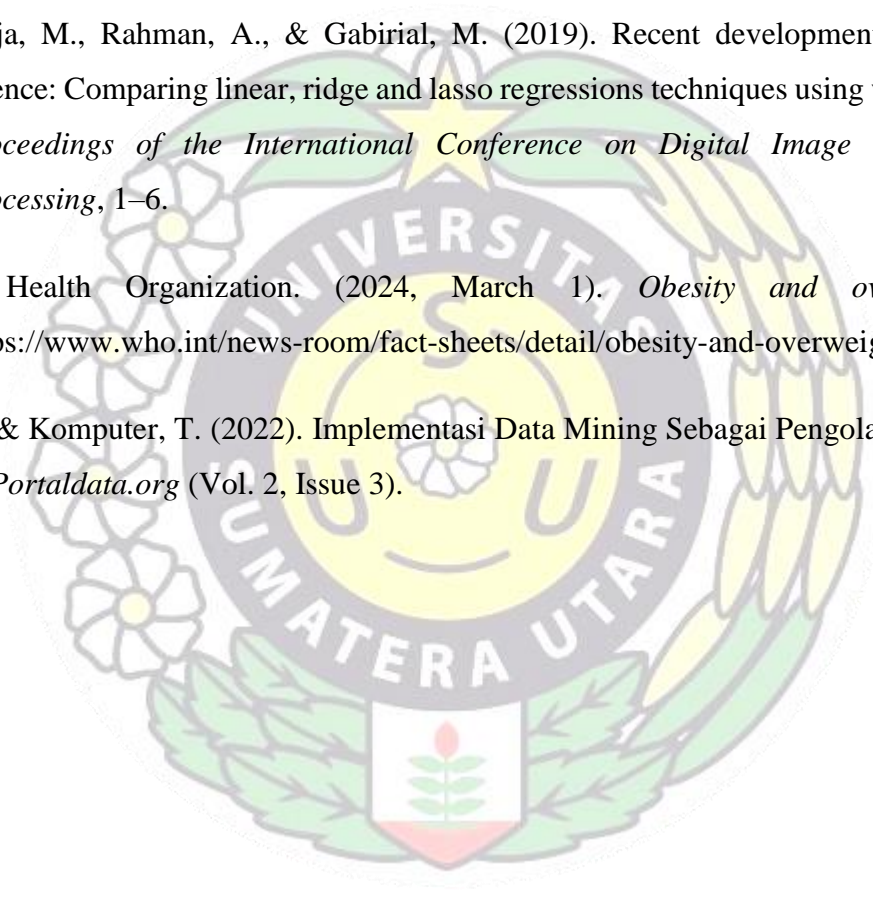 ja, M., Rahman, A., & Gabirial, M. (2019). Recent development
ence: Comparing linear, ridge and lasso regressions techniques using
oceedings of the International Conference on Digital Image
ocessing, 1–6.
Health Organization. (2024, March 1). Obesity and ov
ps://www.who.int/news-room/fact-sheets/detail/obesity-and-overweig
& Komputer, T. (2022). Implementasi Data Mining Sebagai Pengola
Portaldata.org (Vol. 2, Issue 3).
UNIVERSITAS
S
U U
SUMATERA UTARA